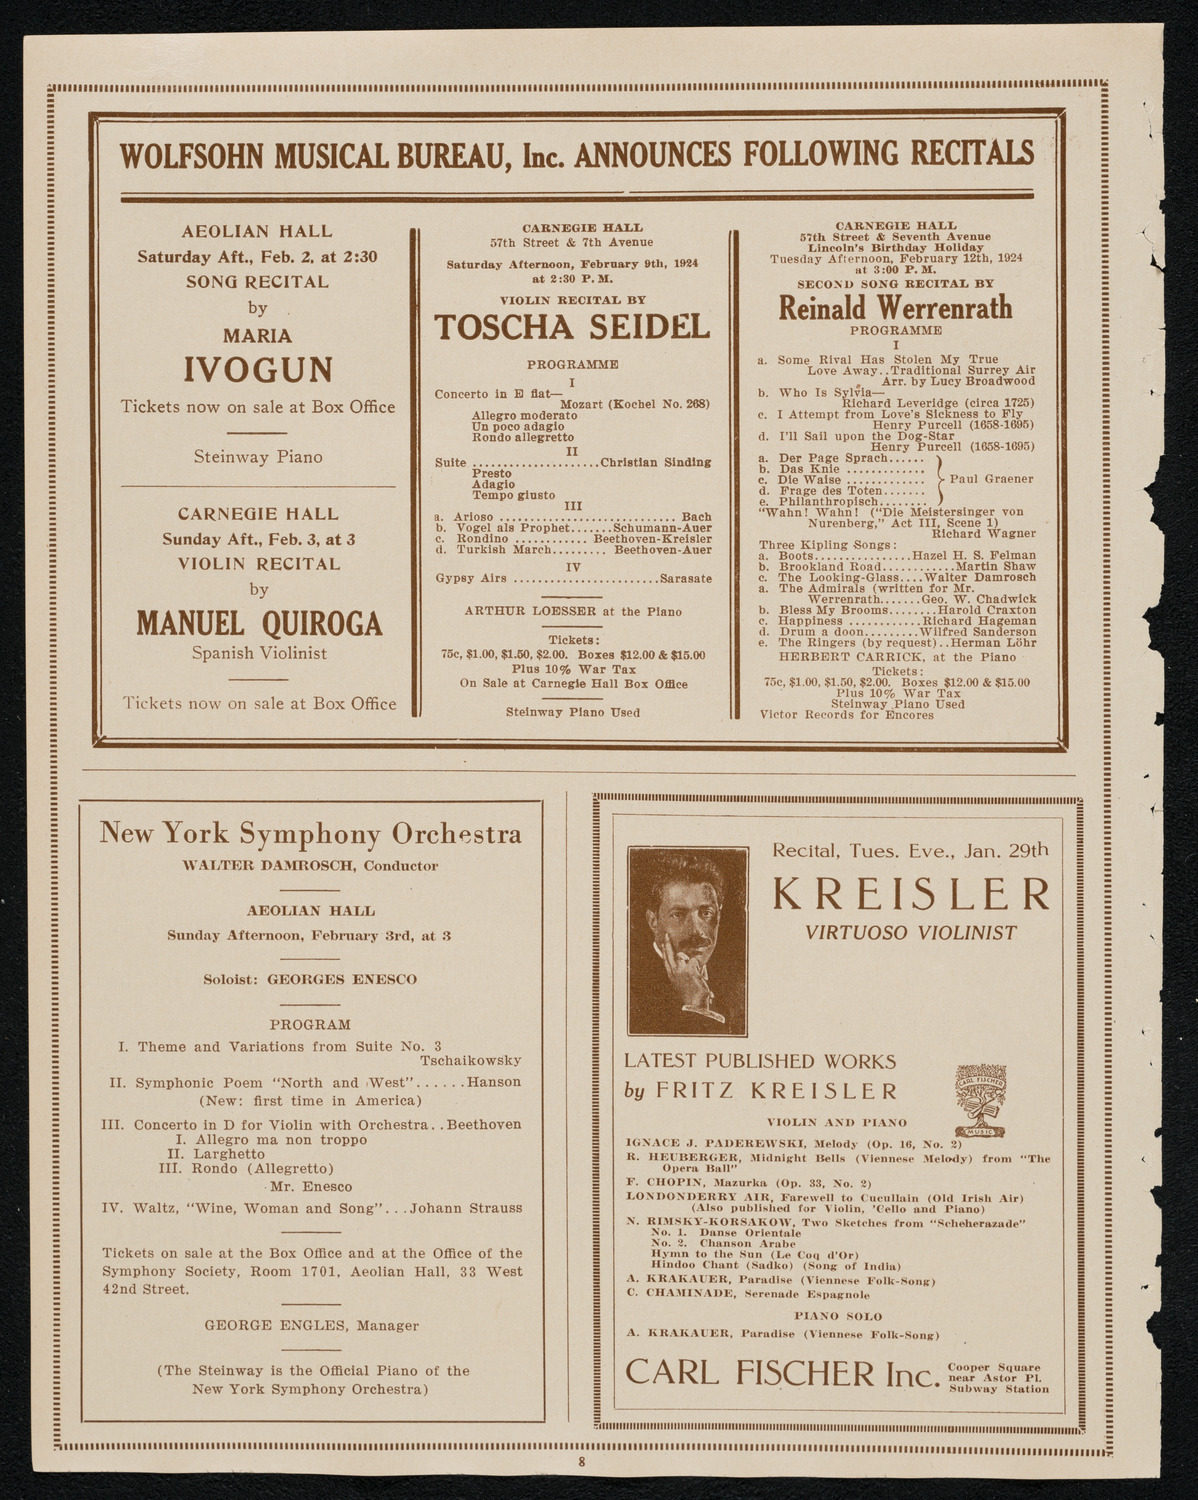 WOLFSOHN MUSICAL BUREAU, Inc. ANNOUNCES FOLLOWING RECITALS
AEOLIAN HALL
Saturday Aft., Feb. 2, at 2:30
SONG RECITAL
by
MARIA
IVOGUN
Tickets now on sale at Box Office
Steinway Piano
CARNEGIE HALL
Sunday Aft., Feb. 3, at 3
VIOLIN RECITAL
by
MANUEL QUIROGA
Spanish Violinist
Tickets now on sale at Box Office
CARNEGIE HALL
57th Street & 7th Avenue
Saturday Afternoon, February 9th, 1924
at 2:30 P. M.
VIOLIN RECITAL BY
TOSCHA SEIDEL
PROGRAMME
I
Concerto in E flat—
Mozart (Kochel No. 268)
Allegro moderato
Un poco adagio
Rondo allegretto
II
Suite ....................Christian Sinding
Presto
Adagio
Tempo giusto
III
a. Arioso ............................ Bach
b. Vogel als Prophet.......Schumann-Auer
c. Rondino ............ Beethoven-Kreisler
d. Turkish March......... Beethoven-Auer
IV
Gypsy Airs .......................Sarasate
ARTHUR LOESSER at the Piano
Tickets:
75c, $1.00, $1.50, $2.00. Boxes $12.00 & $15.00
Plus 10% War Tax
On Sale at Carnegie Hall Box Office
Steinway Piano Used
CARNEGIE HALL
57th Street & Seventh Avenue
Lincoln's Birthday Holiday
Tuesday Afternoon, February 12th, 1924
at 3:00 P. M.
SECOND SONG RECITAL BY
Reinald Werrenrath
PROGRAMME
I
a. Some Rival Has Stolen My True
Love Away..Traditional Surrey Air
Arr. by Lucy Broadwood
b. Who Is Sylvia—
Richard Leveridge (circa 1725)
c. I Attempt from Love's Sickness to Fly
Henry Purcell (1658-1695)
d. I'll Sail upon the Dog-Star
Henry Purcell (1658-1695)
a. Der Page Sprach......
b. Das Knie .............
c. Die Waise ............ Paul Graener
d. Frage des Toten.......
e. Philanthropisch........
"Wahn! Wahn! ("Die Meistersinger von
Nurenberg," Act III, Scene 1)
Richard Wagner
Three Kipling Songs:
a. Boots...............Hazel H. S. Felman
b. Brookland Road...........Martin Shaw
c. The Looking-Glass....Walter Damrosch
a. The Admirals (written for Mr.
Werrenrath.......Geo. W. Chadwick
b. Bless My Brooms........Harold Craxton
c. Happiness ............Richard Hageman
d. Drum a doon.........Wilfred Sanderson
e. The Ringers (by request)..Herman Löhr
HERBERT CARRICK, at the Piano
Tickets:
75c, $1.00, $1.50, $2.00. Boxes $12.00 & $15.00
Plus 10% War Tax
Steinway Piano Used
Victor Records for Encores
New York Symphony Orchestra
WALTER DAMROSCH, Conductor
AEOLIAN HALL
Sunday Afternoon, February 3rd, at 3
Soloist: GEORGES ENESCO
PROGRAM
I. Theme and Variations from Suite No. 3
Tschaikowsky
II. Symphonic Poem "North and West"......Hanson
(New: first time in America)
III. Concerto in D for Violin with Orchestra..Beethoven
I. Allegro ma non troppo
II. Larghetto
III. Rondo (Allegretto)
Mr. Enesco
IV. Waltz, "Wine, Woman and Song"...Johann Strauss
Tickets on sale at the Box Office and at the Office of the
Symphony Society, Room 1701, Aeolian Hall, 33 West
42nd Street.
GEORGE ENGLES, Manager
(The Steinway is the Official Piano of the
New York Symphony Orchestra)
Recital, Tues. Eve., Jan. 29th
KREISLER
VIRTUOSO VIOLINIST
LATEST PUBLISHED WORKS
by FRITZ KREISLER
CARL FISCHER
MUSIC
VIOLIN AND PIANO
IGNACE J. PADEREWSKI, Melody (Op. 16, No. 2)
R. HEUBERGER, Midnight Bells (Viennese Melody) from "The
Opera Ball"
F. CHOPIN, Mazurka (Op. 33, No. 2)
LONDONDERRY AIR, Farewell to Cucullain (Old Irish Air)
(Also published for Violin, 'Cello and Piano)
N. RIMSKY-KORSAKOW, Two Sketches from "Scheherazade"
No. 1. Danse Orientale
No. 2. Chanson Arabe
Hymn to the Sun (Le Coq d'Or)
Hindoo Chant (Sadko) (Song of India)
A. KRAKAUER, Paradise (Viennese Folk-Song)
C. CHAMINADE, Serenade Espagnole
PIANO SOLO
A. KRAKAUER, Paradise (Viennese Folk-Song)
CARL FISCHER Inc.
Cooper Square
near Astor Pl.
Subway Station
8